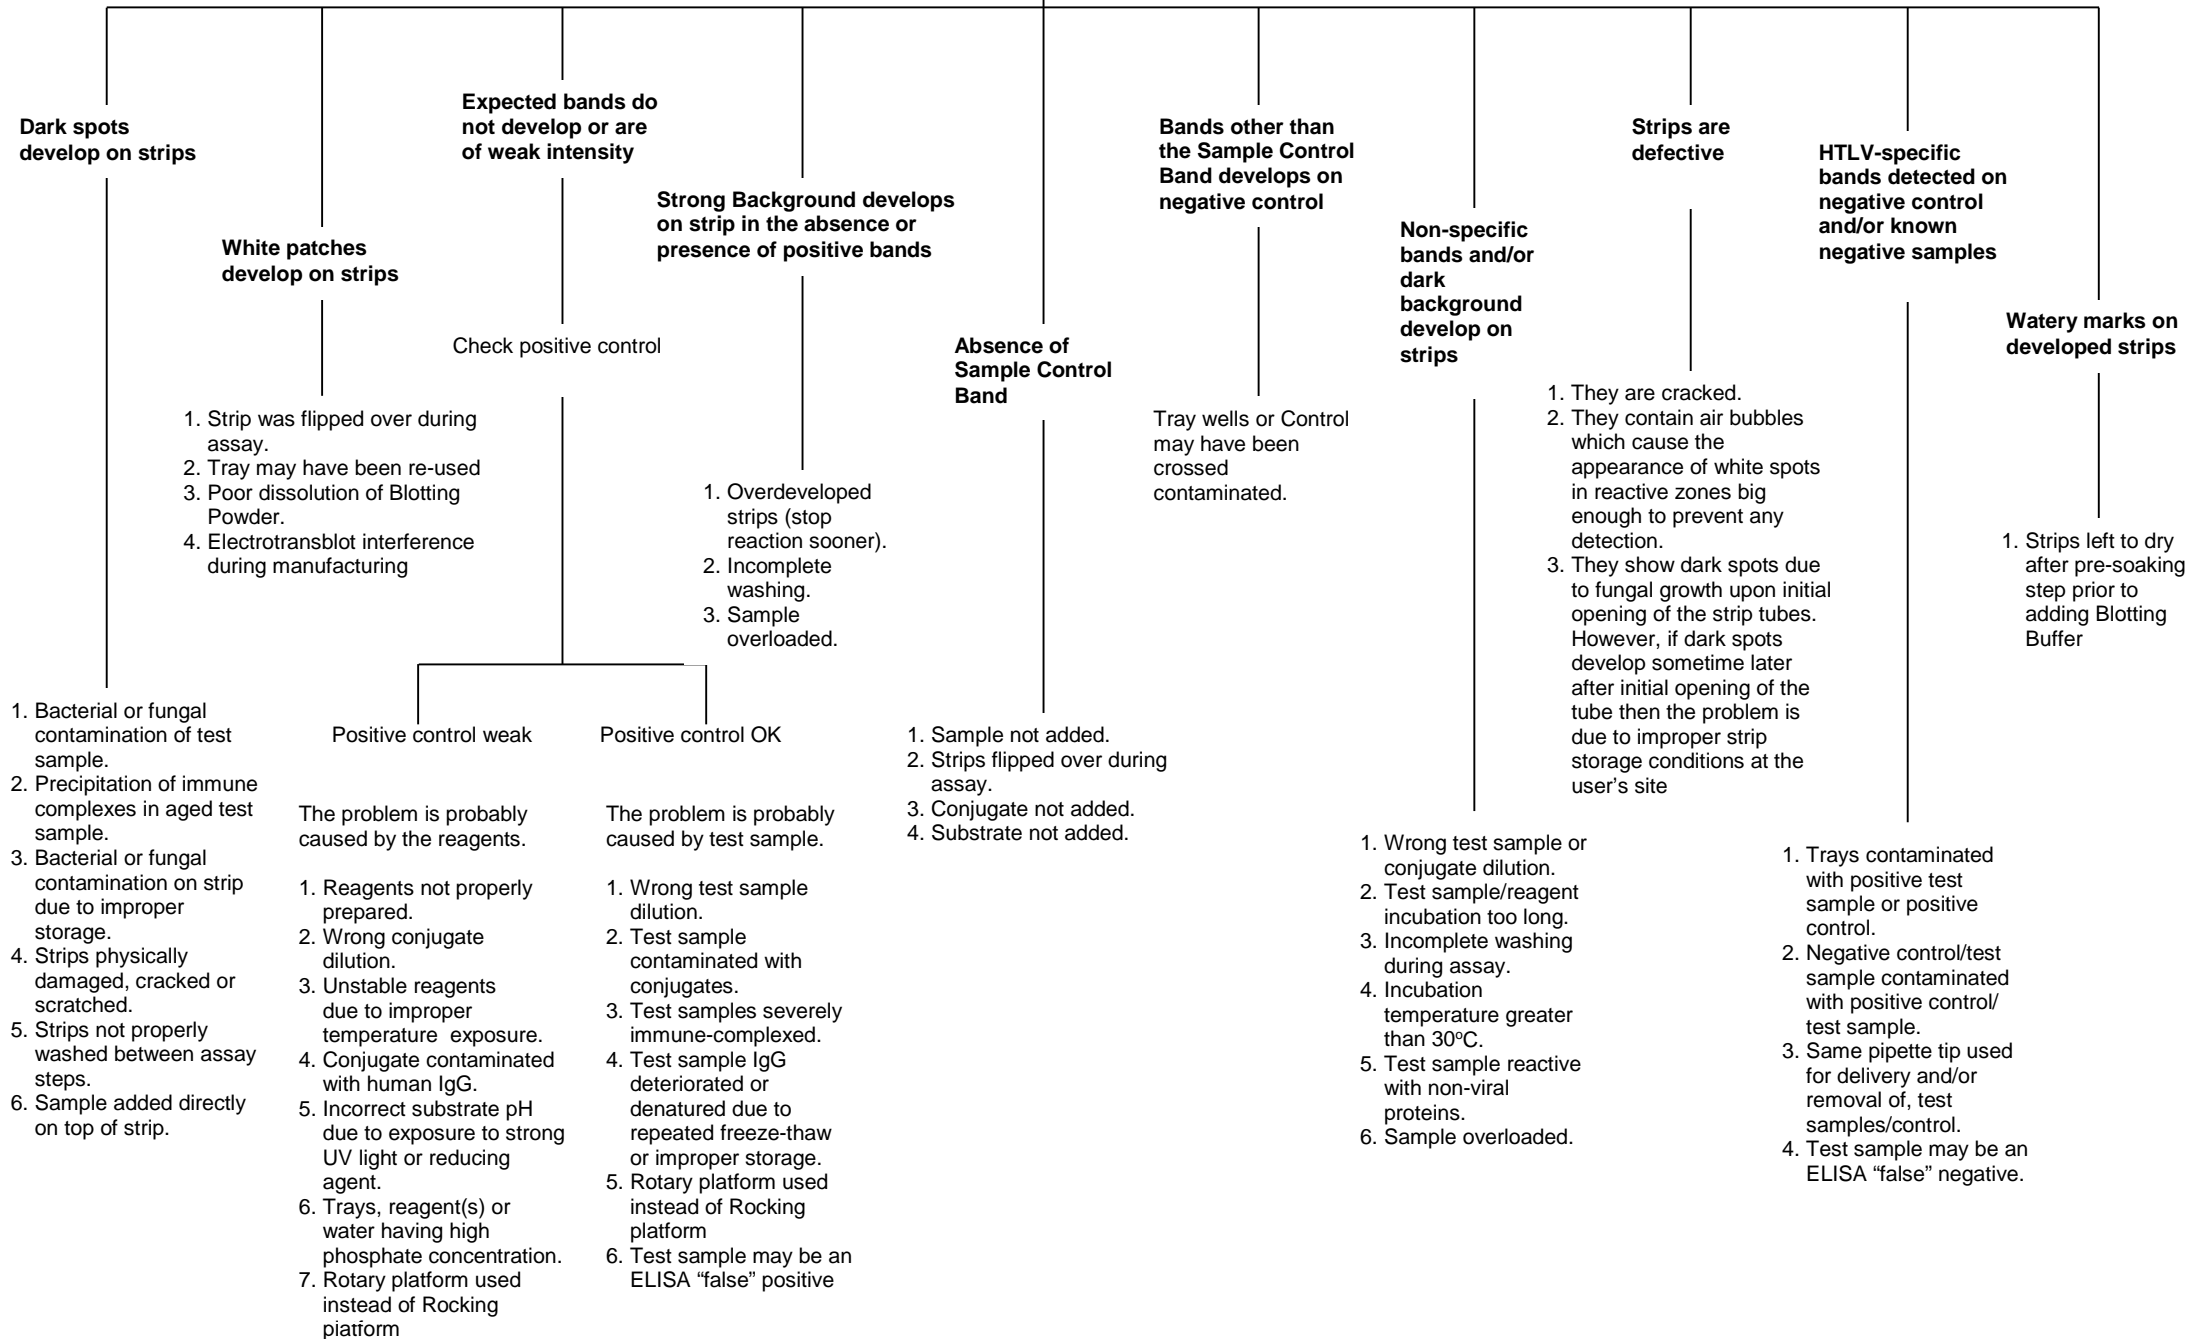 Dark spots
develop on strips
1. Bacterial or fungal
contamination of test
sample.
2. Precipitation of immune
complexes in aged test
sample.
3. Bacterial or fungal
contamination on strip
due to improper
storage.
4. Strips physically
damaged, cracked or
scratched.
5. Strips not properly
washed between assay
steps.
6. Sample added directly
on top of strip.
White patches
develop on strips
1. Strip was flipped over during
assay.
2. Tray may have been re-used
3. Poor dissolution of Blotting
Powder.
4. Electrotransblot interference
during manufacturing
Expected bands do
not develop or are
of weak intensity
Check positive control
Positive control weak
The problem is probably
caused by the reagents.
1. Reagents not properly
prepared.
2. Wrong conjugate
dilution.
3. Unstable reagents
due to improper
temperature exposure.
4. Conjugate contaminated
with human IgG.
5. Incorrect substrate pH
due to exposure to strong
UV light or reducing
agent.
6. Trays, reagent(s) or
water having high
phosphate concentration.
7. Rotary platform used
instead of Rocking
platform
Positive control OK
The problem is probably
caused by test sample.
1. Wrong test sample
dilution.
2. Test sample
contaminated with
conjugates.
3. Test samples severely
immune-complexed.
4. Test sample IgG
deteriorated or
denatured due to
repeated freeze-thaw
or improper storage.
5. Rotary platform used
instead of Rocking
platform
6. Test sample may be an
ELISA “false” positive
Strong Background develops
on strip in the absence or
presence of positive bands
1. Overdeveloped
strips (stop
reaction sooner).
2. Incomplete
washing.
3. Sample
overloaded.
Absence of
Sample Control
Band
1. Sample not added.
2. Strips flipped over during
assay.
3. Conjugate not added.
4. Substrate not added.
Bands other than
the Sample Control
Band develops on
negative control
Tray wells or Control
may have been
crossed
contaminated.
Non-specific
bands and/or
dark
background
develop on
strips
1. Wrong test sample or
conjugate dilution.
2. Test sample/reagent
incubation too long.
3. Incomplete washing
during assay.
4. Incubation
temperature greater
than 30ºC.
5. Test sample reactive
with non-viral
proteins.
6. Sample overloaded.
Strips are
defective
1. They are cracked.
2. They contain air bubbles
which cause the
appearance of white spots
in reactive zones big
enough to prevent any
detection.
3. They show dark spots due
to fungal growth upon initial
opening of the strip tubes.
However, if dark spots
develop sometime later
after initial opening of the
tube then the problem is
due to improper strip
storage conditions at the
user’s site
HTLV-specific
bands detected on
negative control
and/or known
negative samples
1. Trays contaminated
with positive test
sample or positive
control.
2. Negative control/test
sample contaminated
with positive control/
test sample.
3. Same pipette tip used
for delivery and/or
removal of, test
samples/control.
4. Test sample may be an
ELISA “false” negative.
Watery marks on
developed strips
1. Strips left to dry
after pre-soaking
step prior to
adding Blotting
Buffer